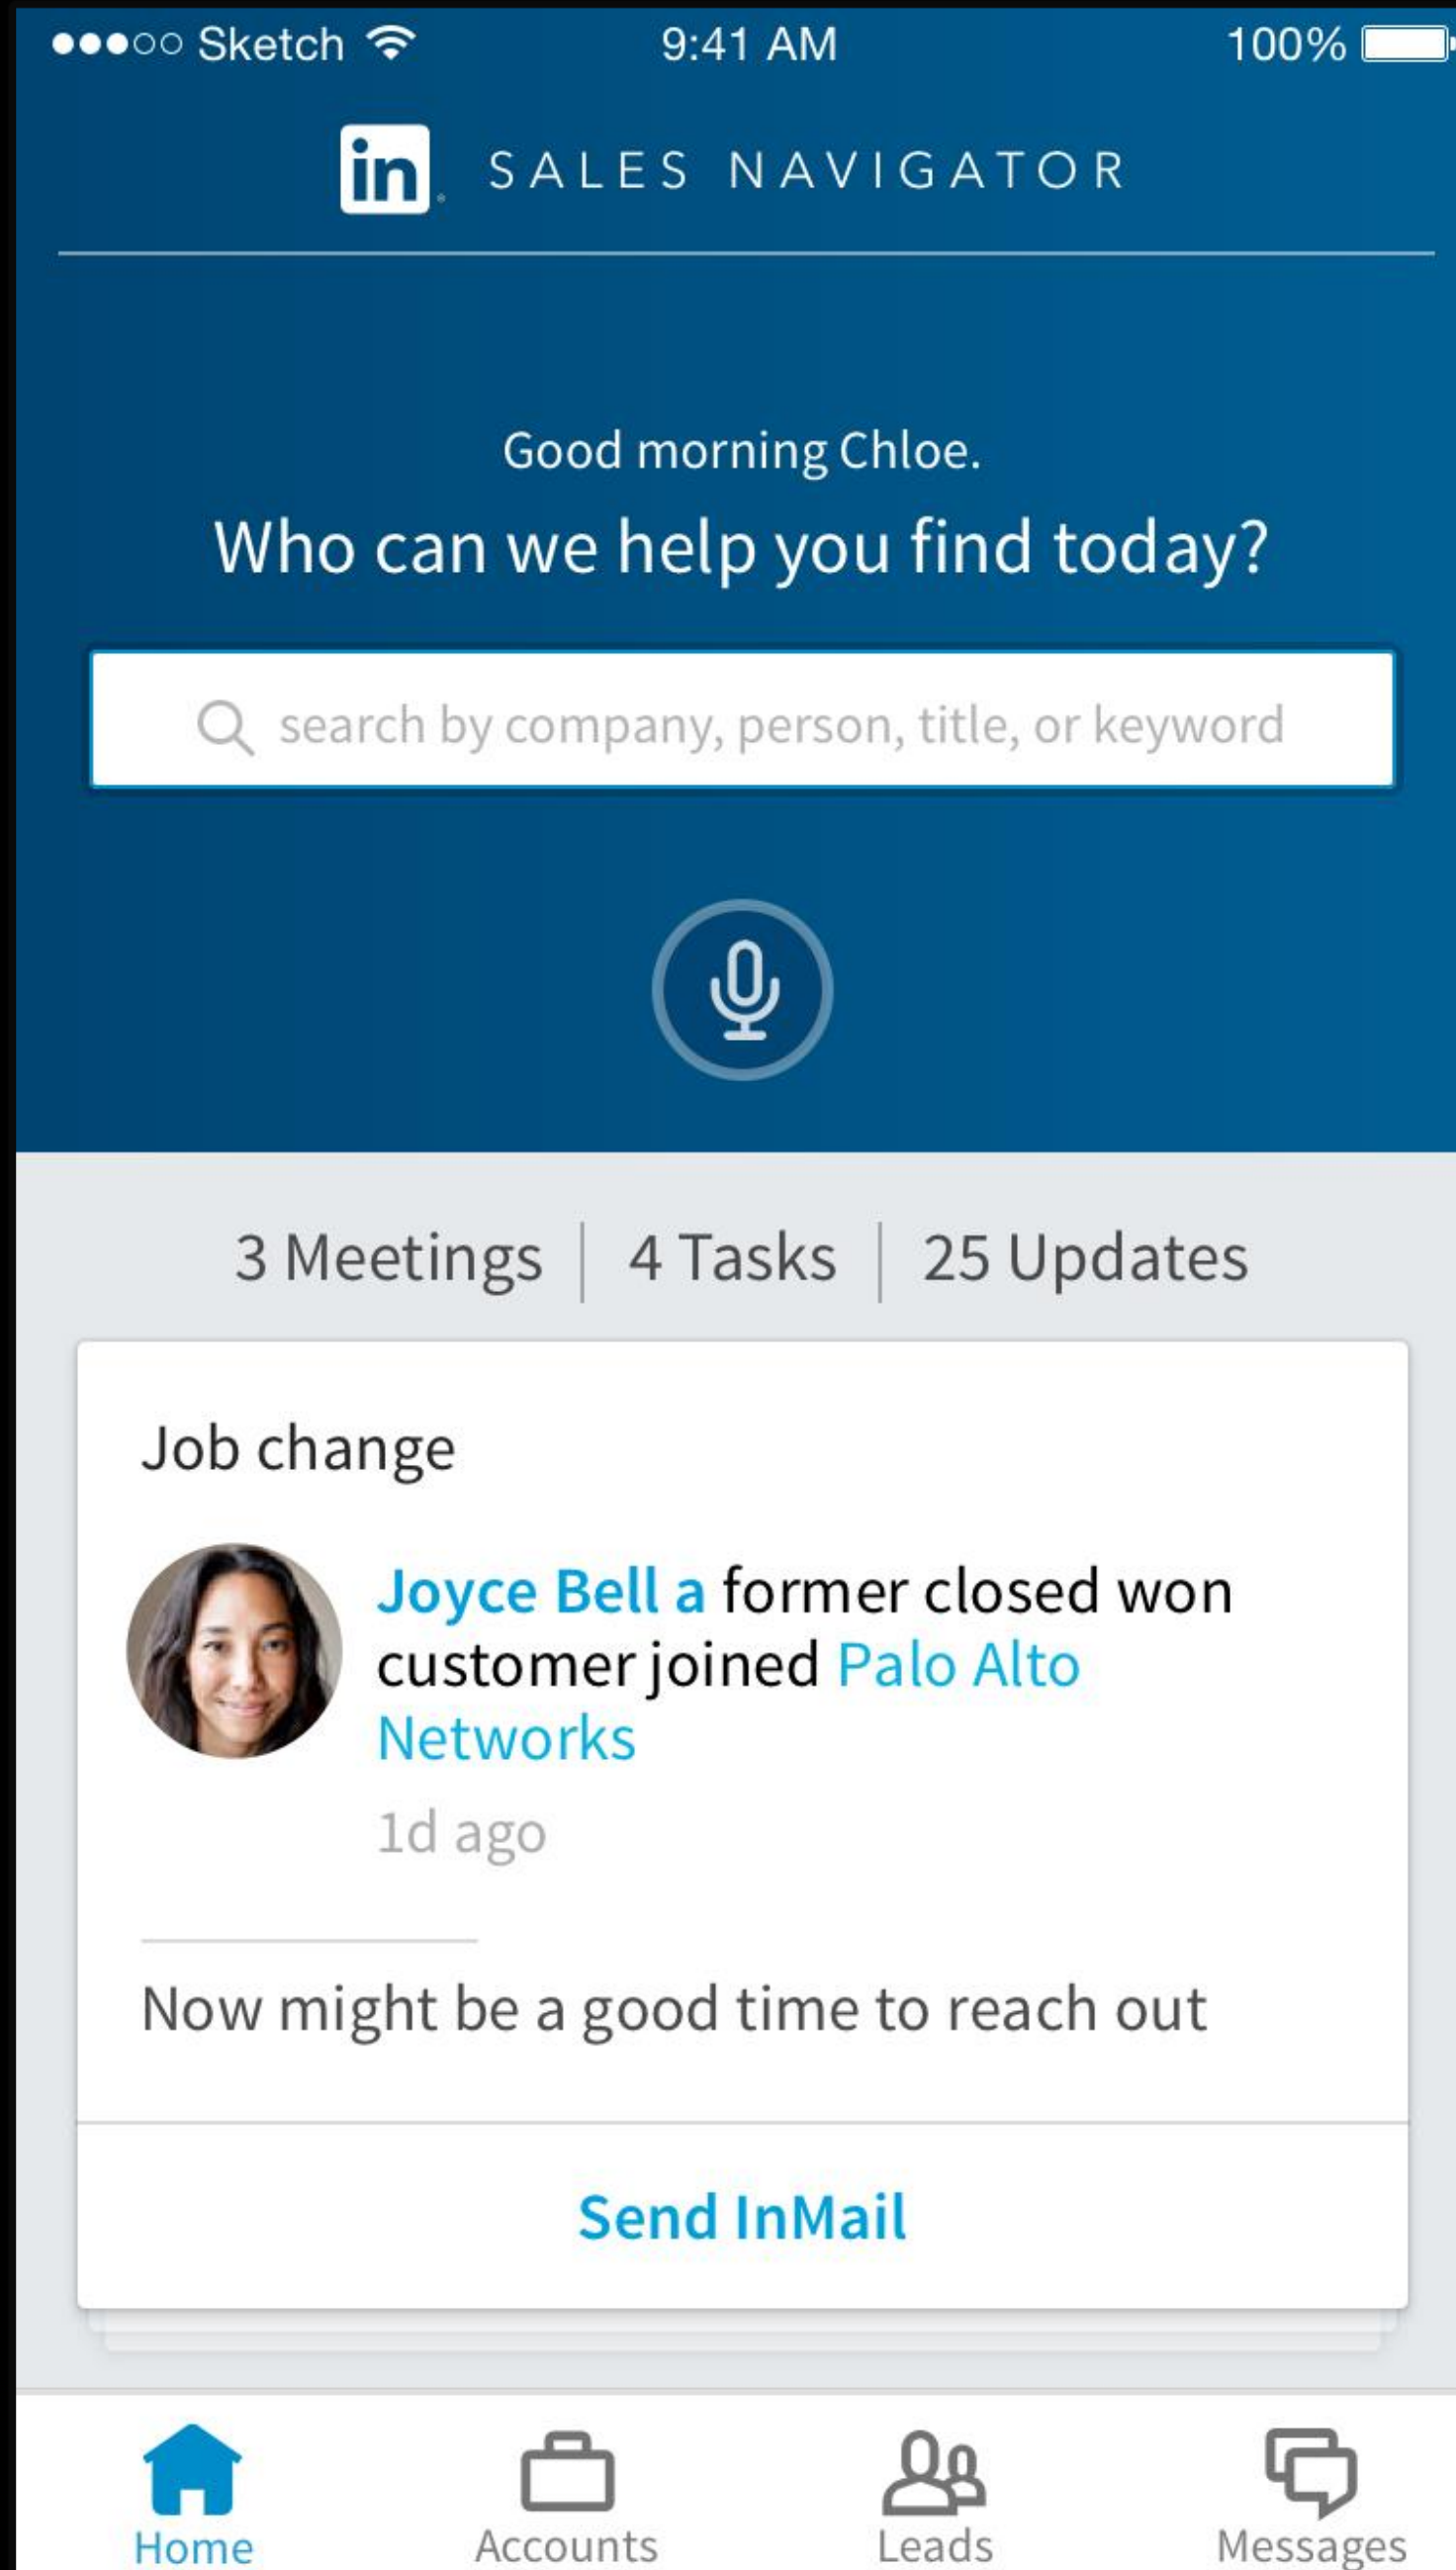 Sketch 9:41 AM 100%
in SALES NAVIGATOR
Good morning Chloe.
Who can we help you find today?
search by company, person, title, or keyword
3 Meetings 4 Tasks 25 Updates
Job change
Joyce Bell a former closed won
customer joined Palo Alto
Networks
1d ago
Now might be a good time to reach out
Send InMail
Home Accounts Leads Messages